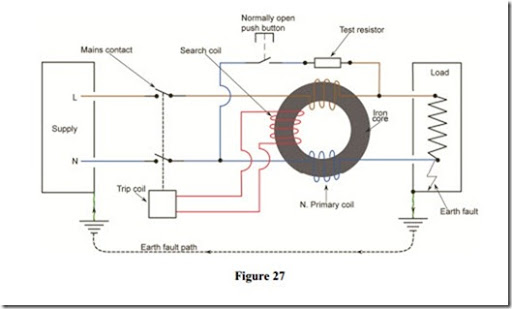 Normally open
push button
Test resistor
Search coil
Mains contact
Load
L
Iron
core
Supply
N
Trip coil
N. Primary coil
Earth fault
Earth fault path
Figure 27